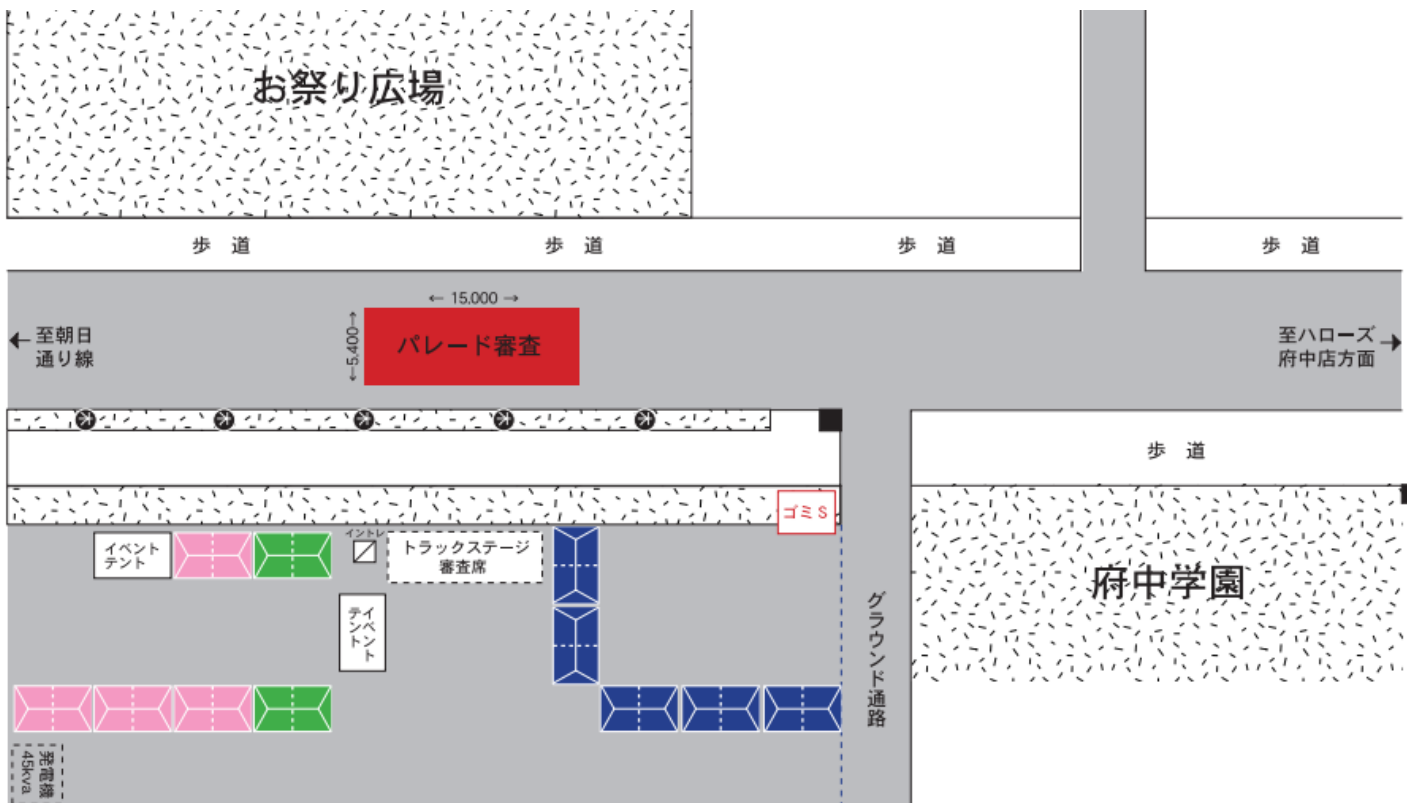 お祭り広場
歩 道
歩 道
歩 道
歩 道
← 15,000 →
←5,400→
パレード審査
←至朝日
通り線
至ハローズ→
府中店方面
歩 道
ゴミS
イベント
テント
イントレ
トラックステージ
審査席
イベント
テント
グラウンド通路
府中学園
発電機
45kva